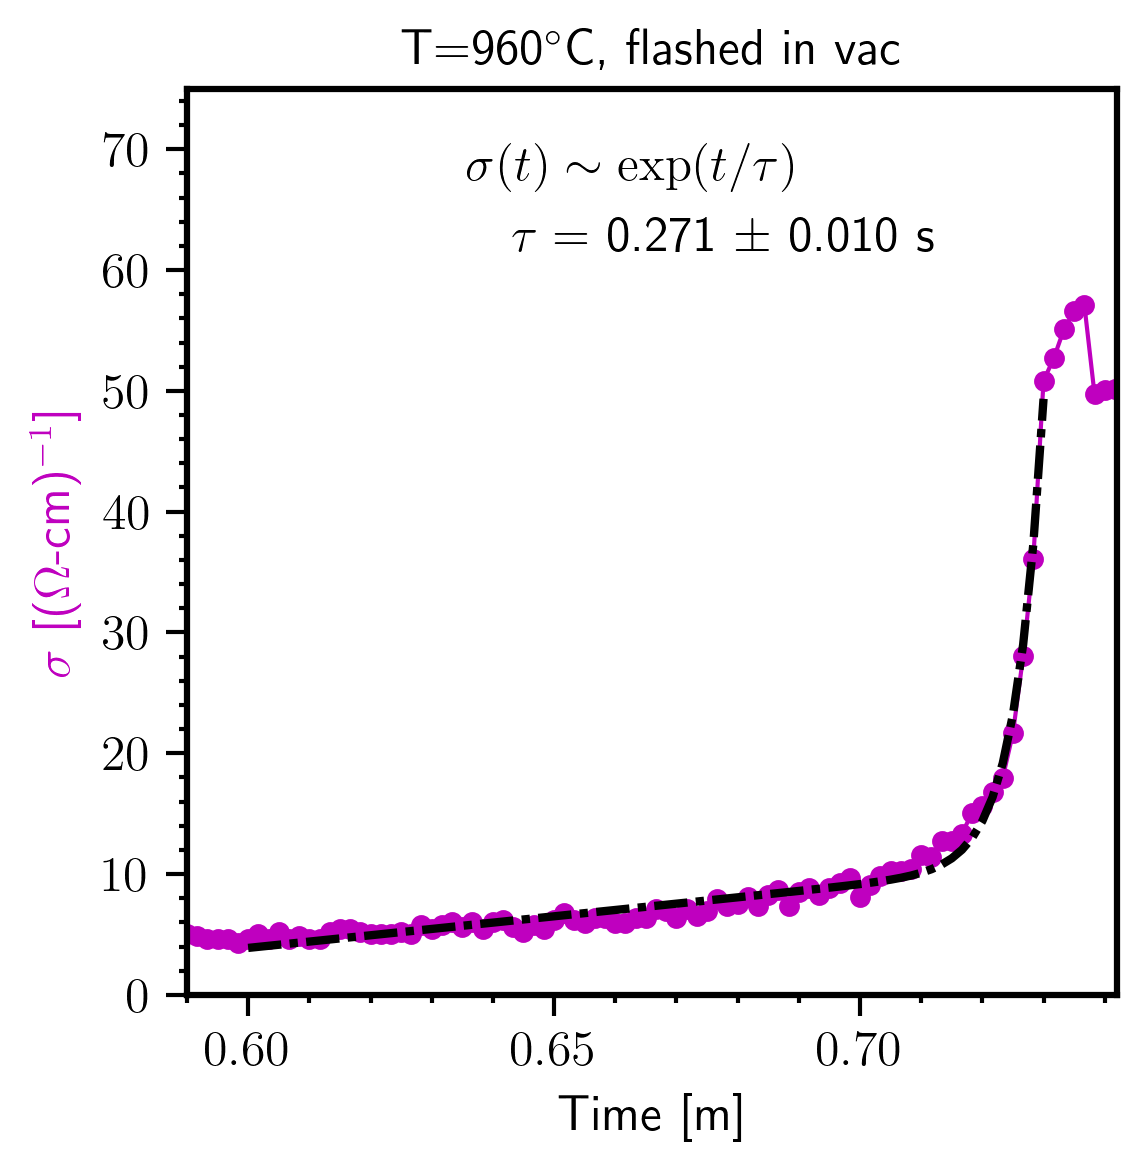 T=960°C, flashed in vac
σ(t) ∼ exp(t/τ)
τ = 0.271 ± 0.010 s
σ [(Ω-cm)⁻¹]
70
60
50
40
30
20
10
0
0.60 0.65 0.70
Time [m]